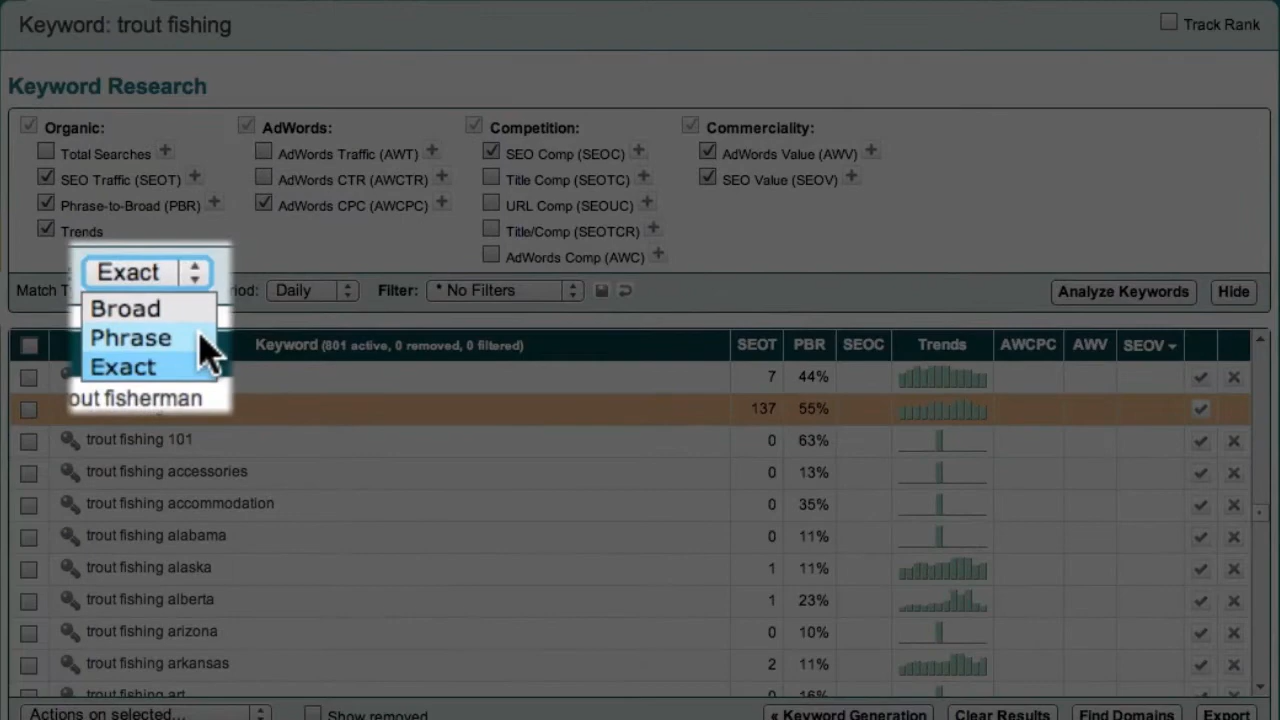 Keyword: trout fishing
Track Rank
Keyword Research
Organic: AdWords: Competition: Commerciality:
Total Searches + AdWords Traffic (AWT) + SEO Comp (SEOC) + AdWords Value (AWV) +
SEO Traffic (SEOT) + AdWords CTR (AWCTR) + Title Comp (SEOTC) + SEO Value (SEOV) +
Phrase-to-Broad (PBR) + AdWords CPC (AWCPC) + URL Comp (SEOUC) +
Trends Title/Comp (SEOTCR) +
AdWords Comp (AWC) +
Exact
Match T iod: Daily Filter: * No Filters Analyze Keywords Hide
Broad
Phrase
Exact
Keyword (801 active, 0 removed, 0 filtered) SEOT PBR SEOC Trends AWCPC AWV SEOV
7 44%
out fisherman
137 55%
trout fishing 101 0 63%
trout fishing accessories 0 13%
trout fishing accommodation 0 35%
trout fishing alabama 0 11%
trout fishing alaska 1 11%
trout fishing alberta 1 23%
trout fishing arizona 0 10%
trout fishing arkansas 2 11%
trout fishing art 0 16%
Actions on selected... Show removed « Keyword Generation Clear Results Find Domains Export